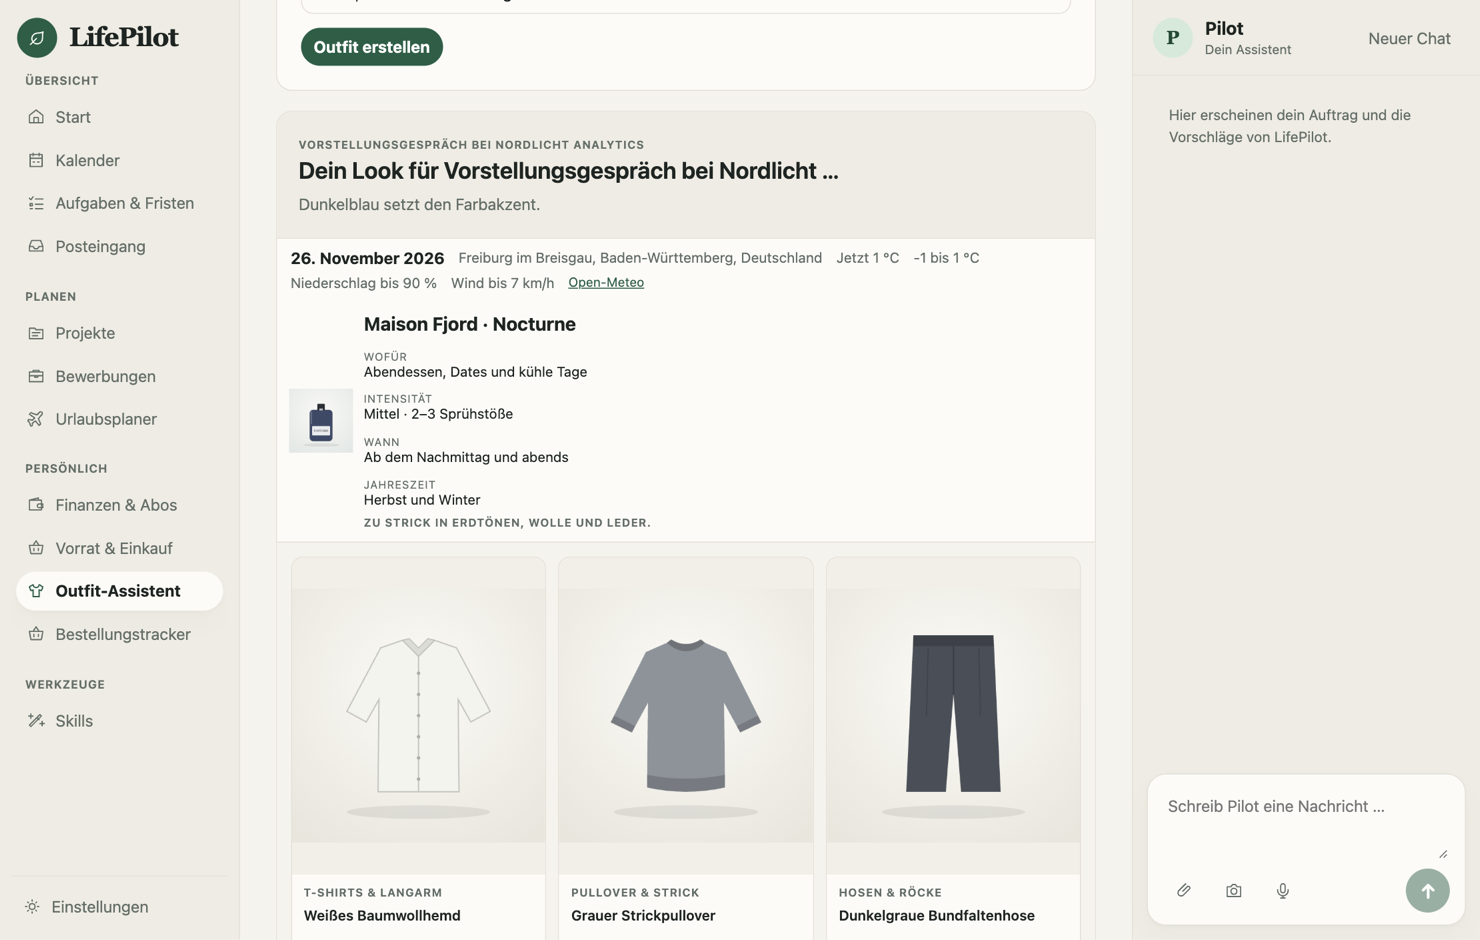 LifePilot
ÜBERSICHT
Start
Kalender
Aufgaben & Fristen
Posteingang
PLANEN
Projekte
Bewerbungen
Urlaubsplaner
PERSÖNLICH
Finanzen & Abos
Vorrat & Einkauf
Outfit-Assistent
Bestellungstracker
WERKZEUGE
Skills
Einstellungen
Outfit erstellen
VORSTELLUNGSGESPRÄCH BEI NORDLICHT ANALYTICS
Dein Look für Vorstellungsgespräch bei Nordlicht ...
Dunkelblau setzt den Farbakzent.
26. November 2026 Freiburg im Breisgau, Baden-Württemberg, Deutschland Jetzt 1 °C -1 bis 1 °C
Niederschlag bis 90 % Wind bis 7 km/h Open-Meteo
Maison Fjord · Nocturne
WOFÜR
Abendessen, Dates und kühle Tage
INTENSITÄT
Mittel · 2–3 Sprühstöße
WANN
Ab dem Nachmittag und abends
JAHRESZEIT
Herbst und Winter
ZU STRICK IN ERDTÖNEN, WOLLE UND LEDER.
T-SHIRTS & LANGARM
Weißes Baumwollhemd
PULLOVER & STRICK
Grauer Strickpullover
HOSEN & RÖCKE
Dunkelgraue Bundfaltenhose
P
Pilot
Dein Assistent
Neuer Chat
Hier erscheinen dein Auftrag und die
Vorschläge von LifePilot.
Schreib Pilot eine Nachricht ...